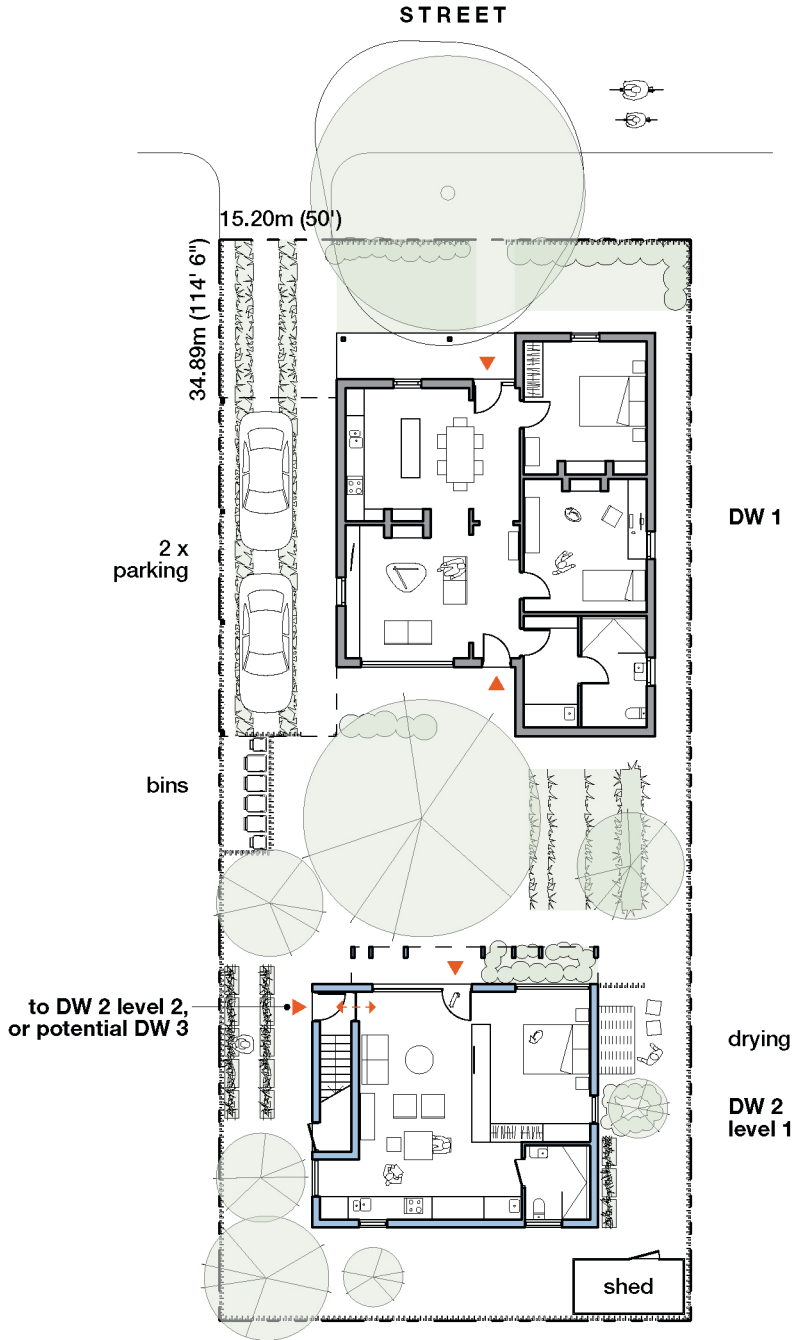 STREET
15.20m (50')
34.89m (114' 6")
DW 1
2 x
parking
bins
to DW 2 level 2,
or potential DW 3
drying
DW 2
level 1
shed